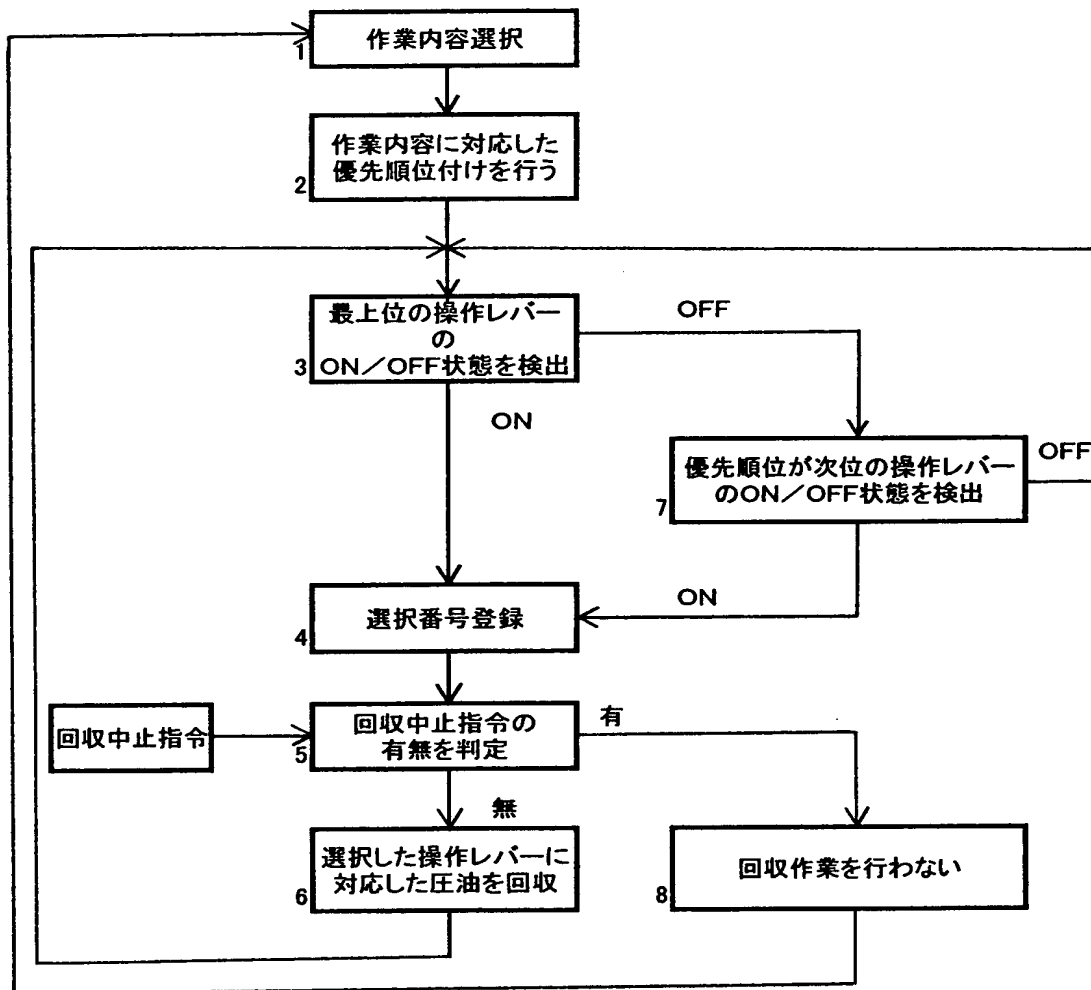 作業内容選択
1
作業内容に対応した
優先順位付けを行う
2
最上位の操作レバー
の
ON/OFF状態を検出
3
OFF
ON
優先順位が次位の操作レバー
のON/OFF状態を検出
7
OFF
ON
選択番号登録
4
回収中止指令
回収中止指令の
有無を判定
5
有
無
選択した操作レバーに
対応した圧油を回収
6
回収作業を行わない
8